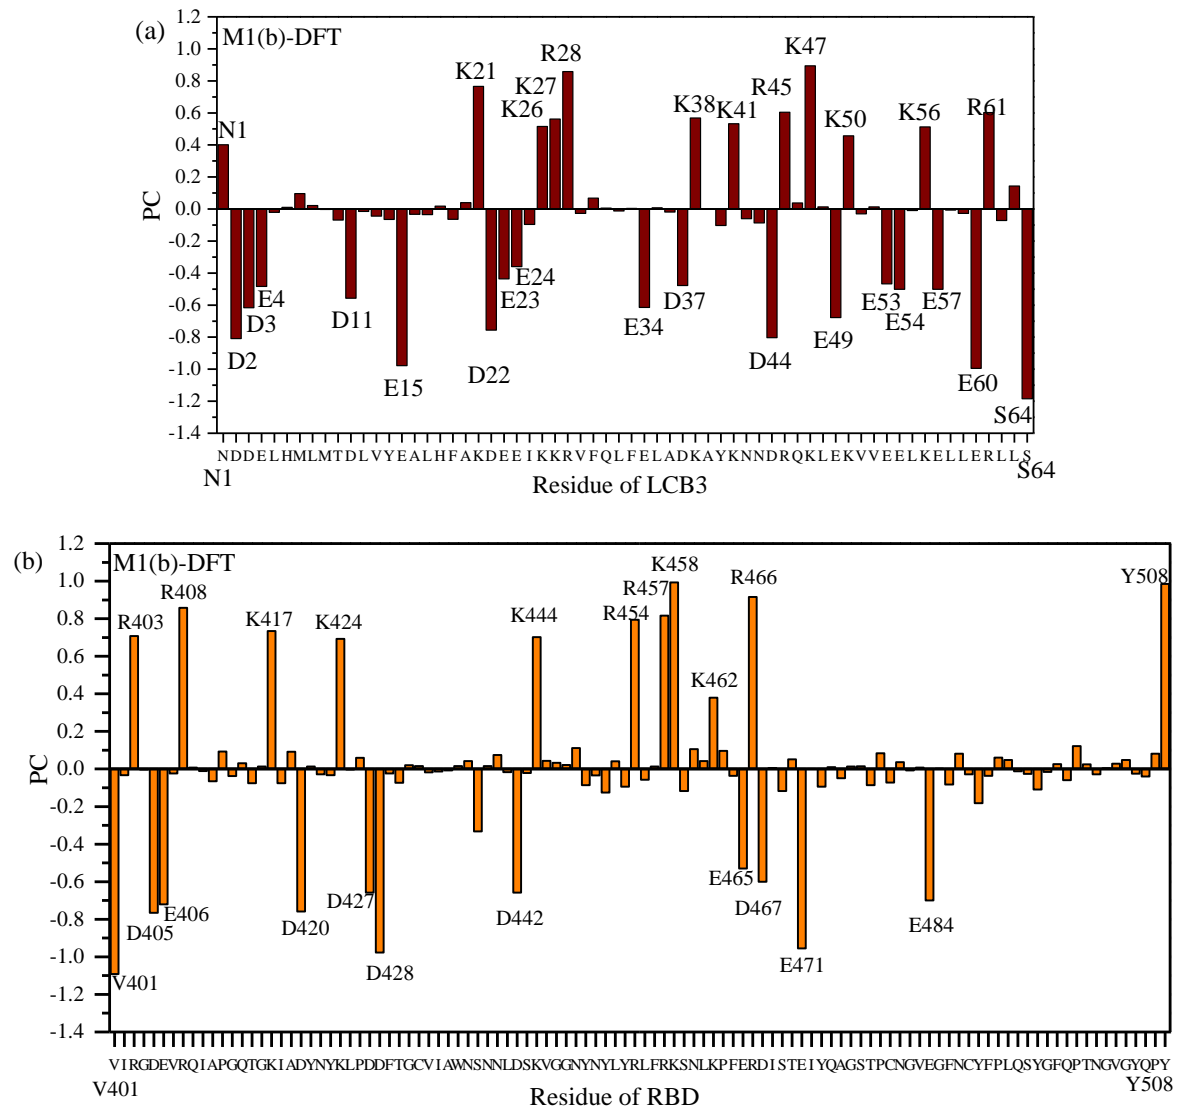 (a)
M1(b)-DFT
1.2
1.0
0.8
0.6
0.4
0.2
0.0
-0.2
-0.4
-0.6
-0.8
-1.0
-1.2
-1.4
PC
N1
D2
D3
E4
D11
E15
K21
D22
E23
E24
K26
K27
R28
E34
D37
K38
K41
D44
R45
K47
E49
K50
E53
E54
K56
E57
E60
R61
S64
NDDELHMLMTDLVYEALHFAKDEEIKKRVFQLFELADKAYKNNDRQKLEKVVEELKELLERLLS
N1 S64
Residue of LCB3
(b)
M1(b)-DFT
1.2
1.0
0.8
0.6
0.4
0.2
0.0
-0.2
-0.4
-0.6
-0.8
-1.0
-1.2
-1.4
PC
V401
R403
D405
E406
R408
K417
D420
K424
D427
D428
D442
K444
R454
R457
K458
K462
E465
R466
D467
E471
E484
Y508
VIRGDEVRQIAPGQTGKIADYNYKLPDDFTGCVIAWNSNNLDSKVGGNYNYLYRLFRKSNLKPFERDISTEIYQAGSTPCNGVEGFNCYFPLQSYGFQPTNGVGYQPY
V401 Y508
Residue of RBD